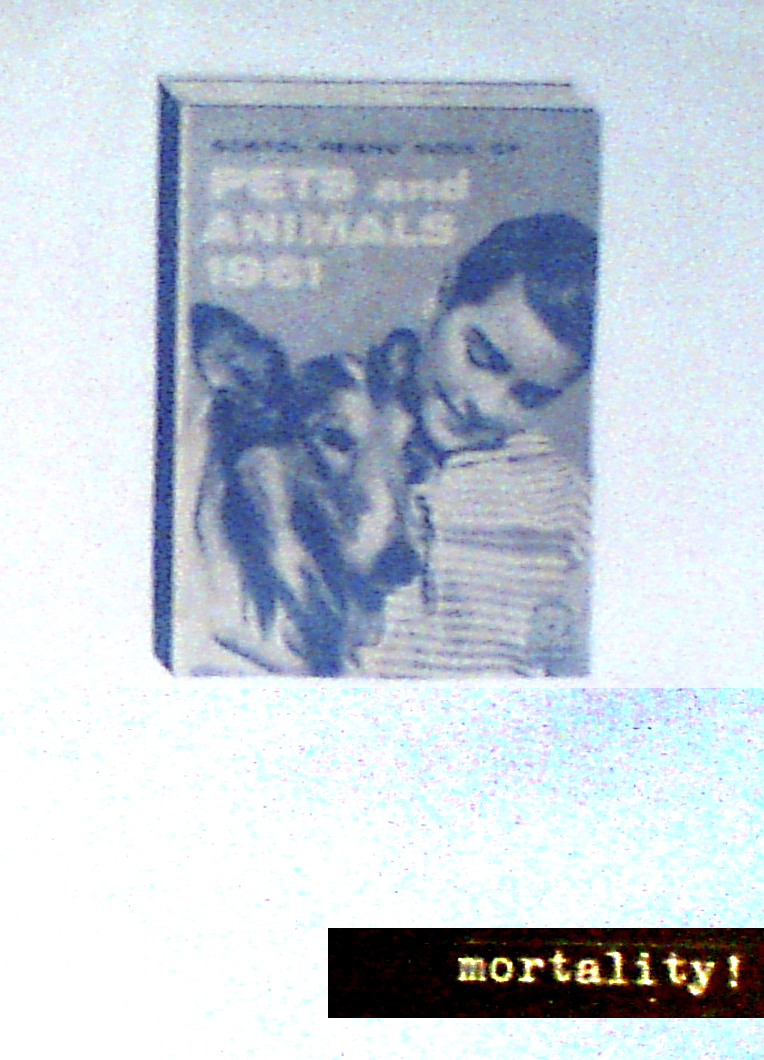 PETS and
ANIMALS
1961
mortality!